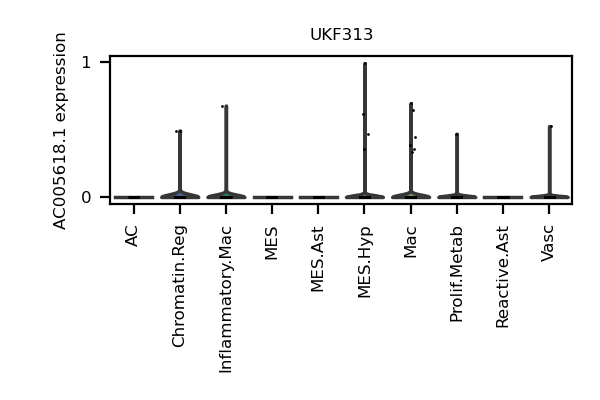 UKF313
AC005618.1 expression
1
0
AC
Chromatin.Reg
Inflammatory.Mac
MES
MES.Ast
MES.Hyp
Mac
Prolif.Metab
Reactive.Ast
Vasc